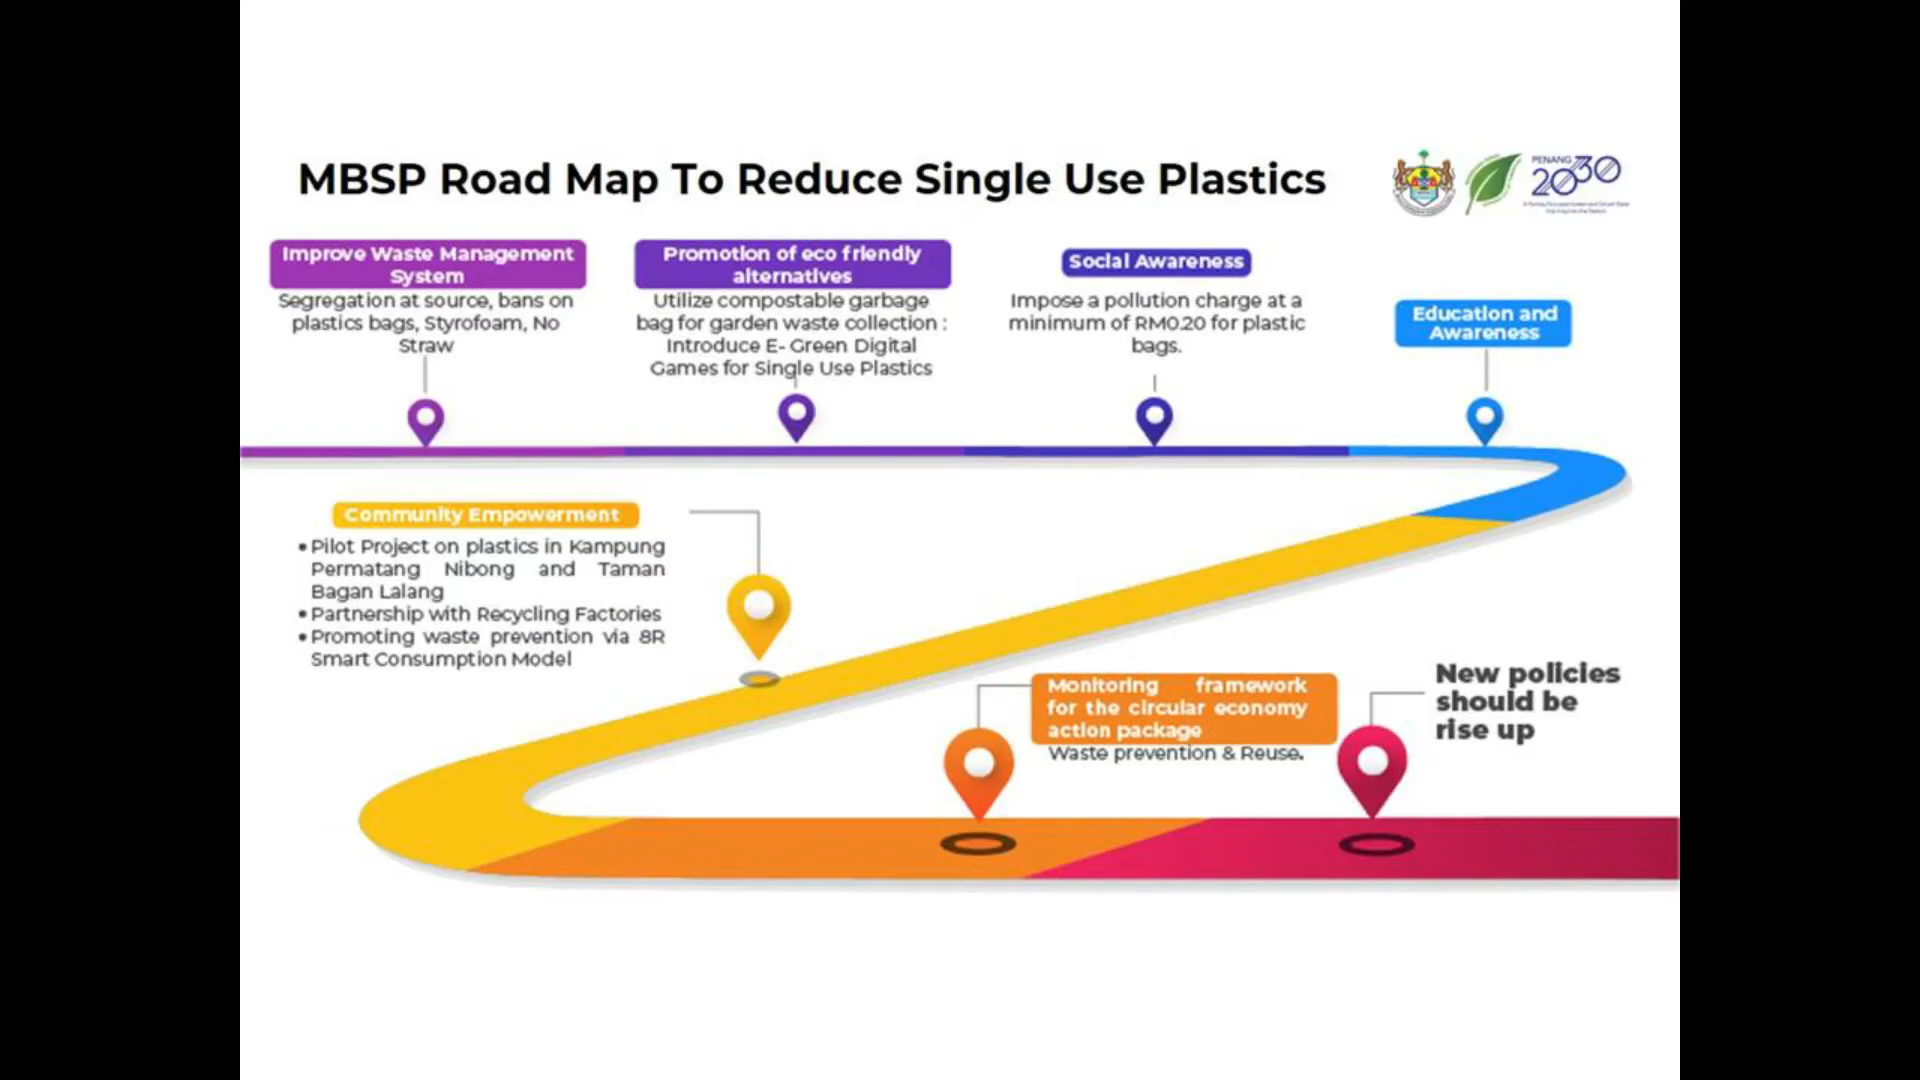 MBSP Road Map To Reduce Single Use Plastics
PENANG
2030
Improve Waste Management
System
Segregation at source, bans on
plastics bags, Styrofoam, No
Straw
Promotion of eco friendly
alternatives
Utilize compostable garbage
bag for garden waste collection :
Introduce E- Green Digital
Games for Single Use Plastics
Social Awareness
Impose a pollution charge at a
minimum of RM0.20 for plastic
bags.
Education and
Awareness
Community Empowerment
• Pilot Project on plastics in Kampung
Permatang Nibong and Taman
Bagan Lalang
• Partnership with Recycling Factories
• Promoting waste prevention via 8R
Smart Consumption Model
Monitoring framework
for the circular economy
action package
Waste prevention & Reuse.
New policies
should be
rise up